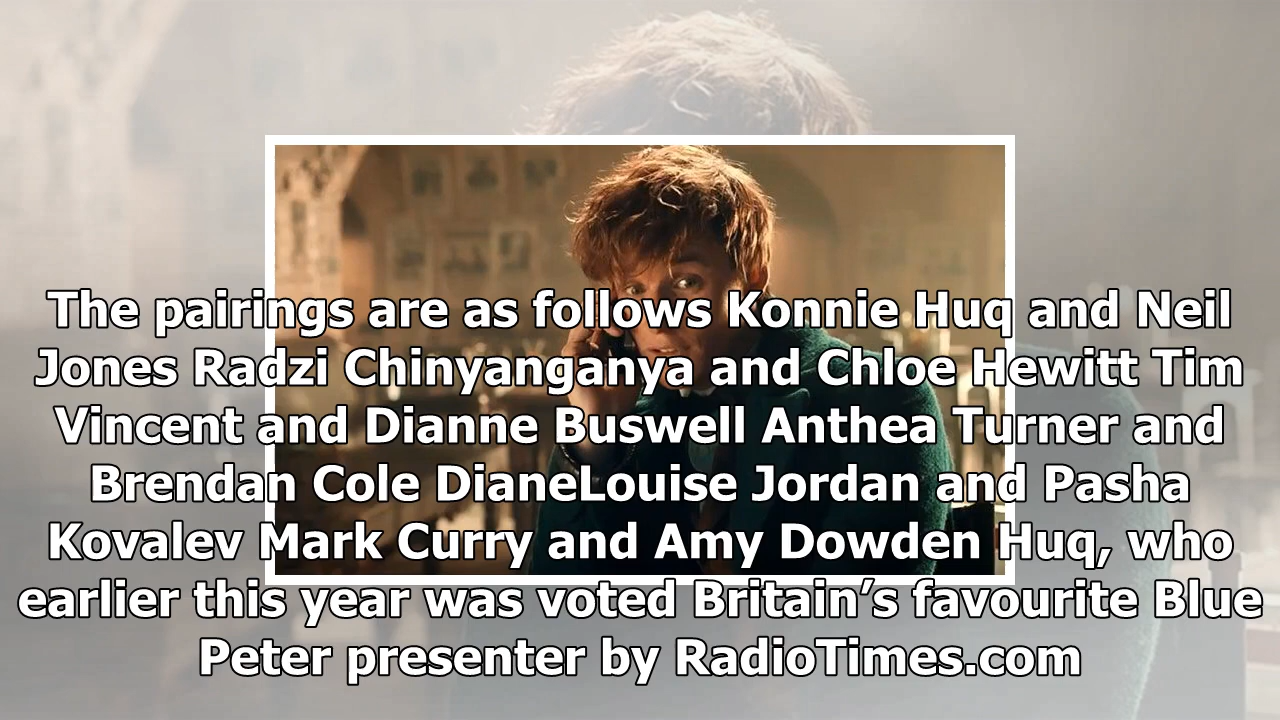 The pairings are as follows Konnie Huq and Neil
Jones Radzi Chinyanganya and Chloe Hewitt Tim
Vincent and Dianne Buswell Anthea Turner and
Brendan Cole DianeLouise Jordan and Pasha
Kovalev Mark Curry and Amy Dowden Huq, who
earlier this year was voted Britain’s favourite Blue
Peter presenter by RadioTimes.com